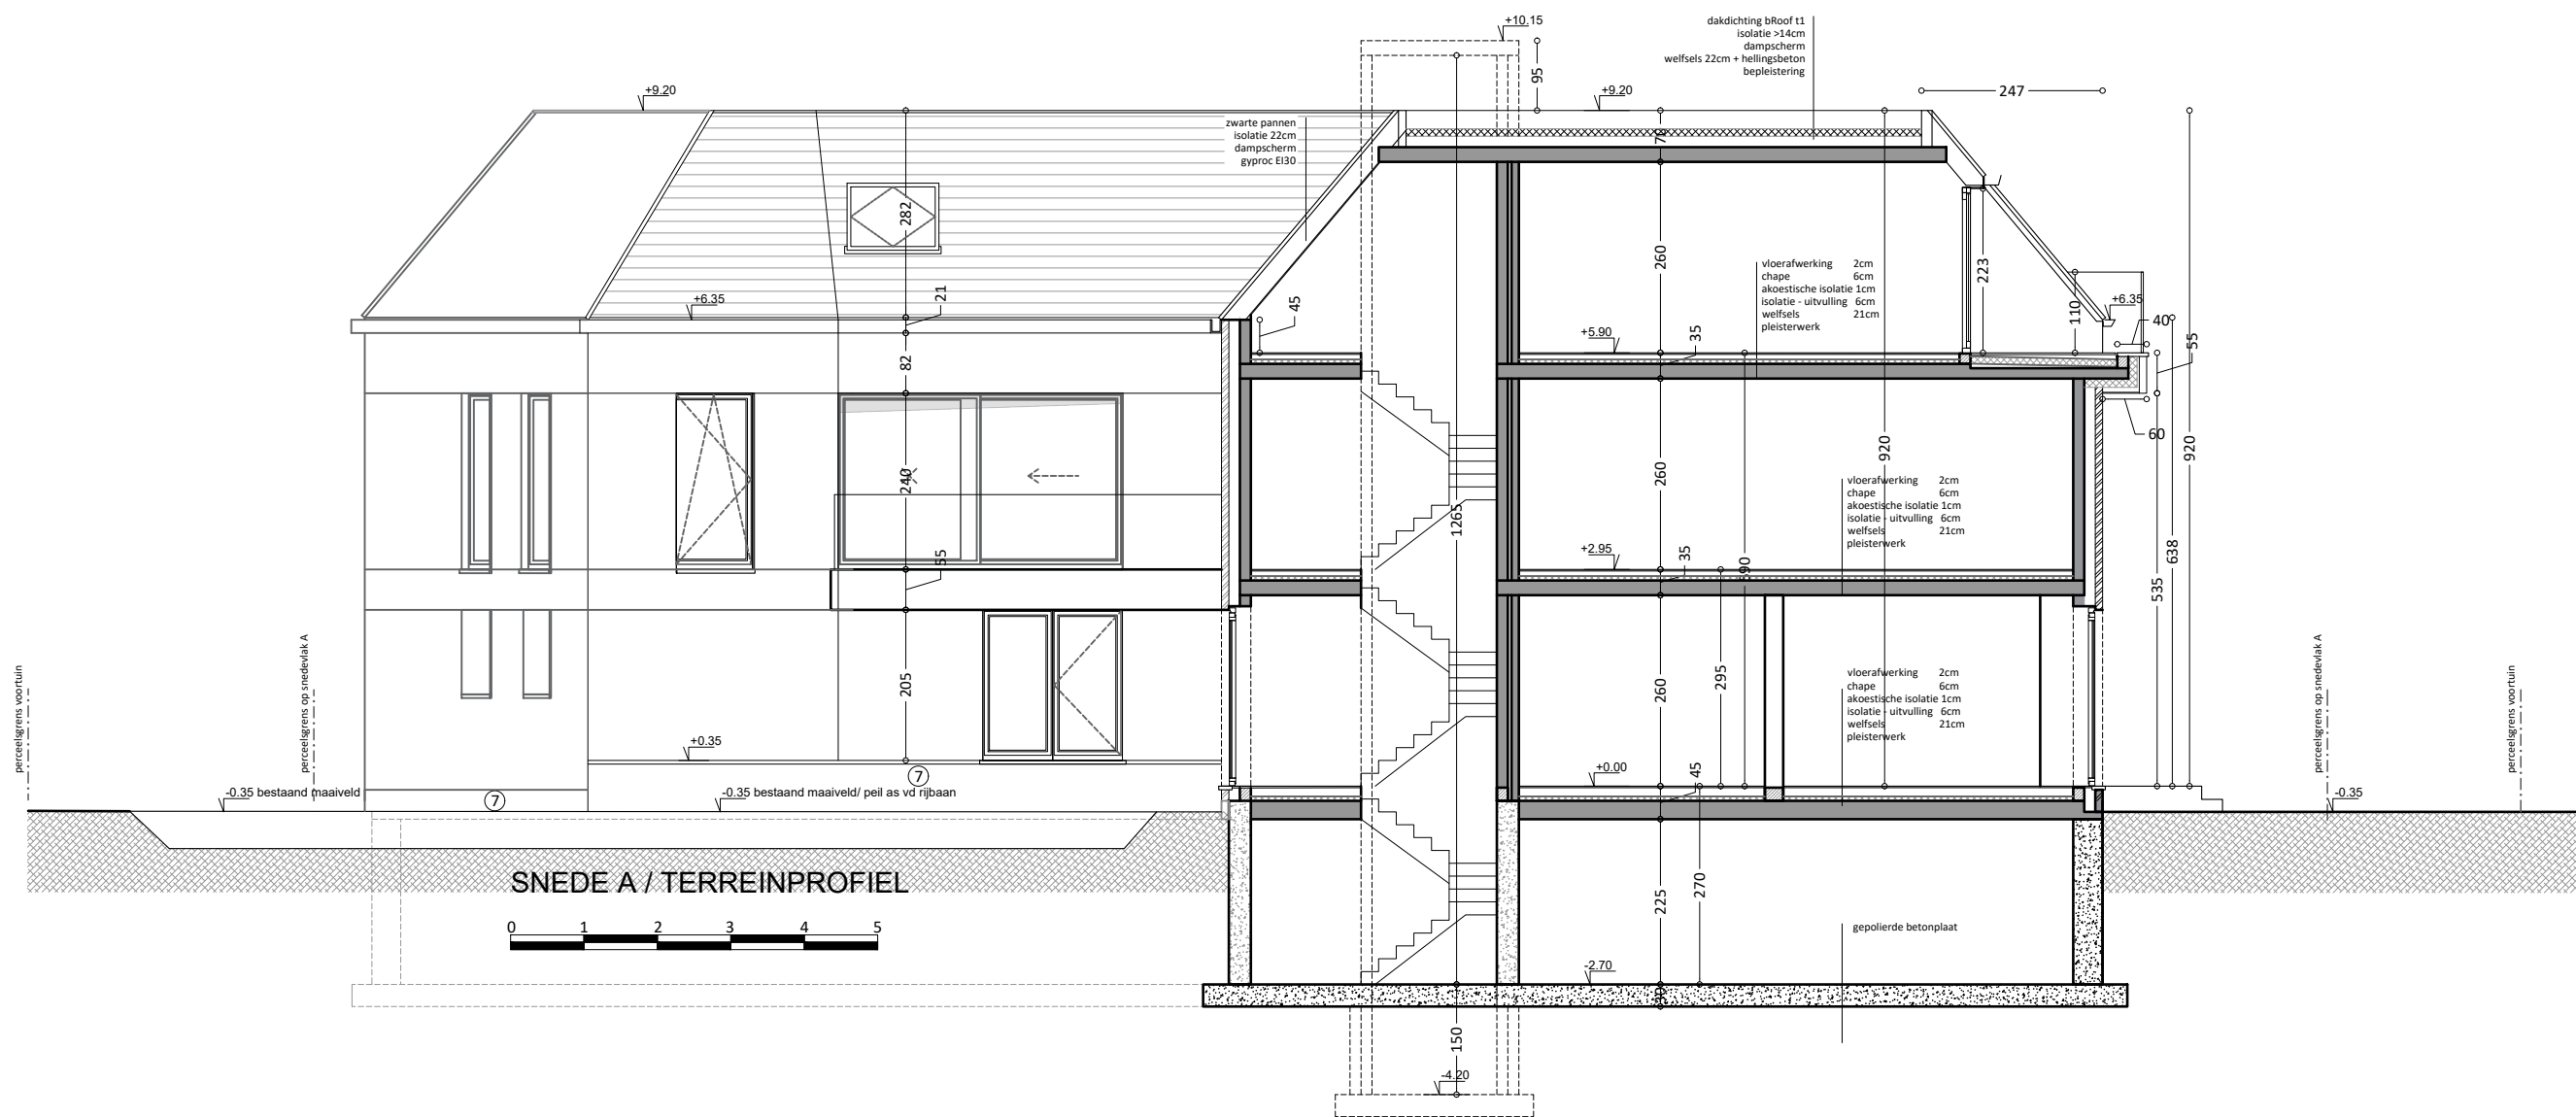 +10.15
dakdichting bRoof t1
isolatie >14cm
dampscherm
welfsels 22cm + hellingsbeton
bepleistering
95
+9.20
+9.20
247
zwarte pannen
isolatie 22cm
dampscherm
gyproc EI30
70
282
260
223
vloerafwerking 2cm
chape 6cm
akoestische isolatie 1cm
isolatie - uitvulling 6cm
welfsels 21cm
pleisterwerk
21
+6.35
45
110
+6.35
40
55
+5.90
35
82
60
240
260
920
920
1265
vloerafwerking 2cm
chape 6cm
akoestische isolatie 1cm
isolatie - uitvulling 6cm
welfsels 21cm
pleisterwerk
55
+2.95
35
590
638
535
205
260
295
vloerafwerking 2cm
chape 6cm
akoestische isolatie 1cm
isolatie - uitvulling 6cm
welfsels 21cm
pleisterwerk
perceelsgrens voortuin
perceelsgrens op snedevlak A
perceelsgrens op snedevlak A
perceelsgrens voortuin
+0.35
7
+0.00
45
-0.35 bestaand maaiveld
7
-0.35 bestaand maaiveld/ peil as vd rijbaan
-0.35
SNEDE A / TERREINPROFIEL
225
270
0 1 2 3 4 5
gepolierde betonplaat
-2.70
30
150
-4.20